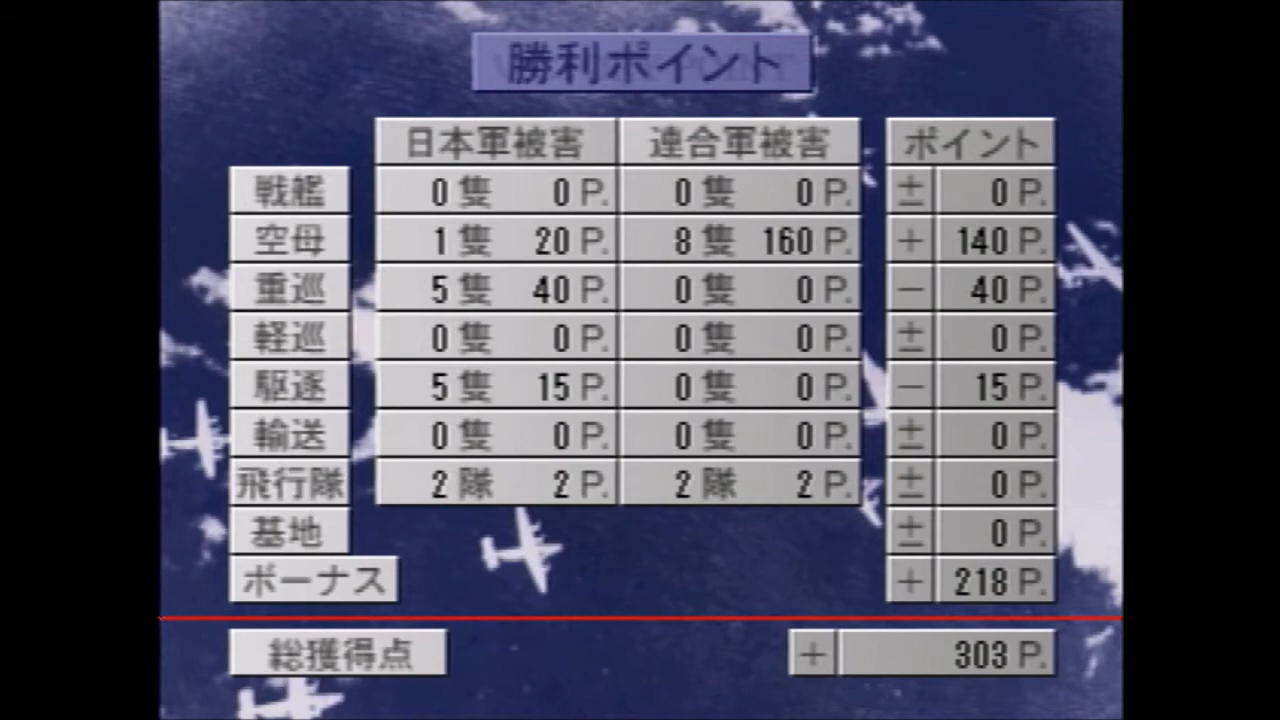 勝利ポイント
日本軍被害 連合軍被害 ポイント
戦艦 0隻 0P. 0隻 0P. ± 0P.
空母 1隻 20P. 8隻 160P. + 140P.
重巡 5隻 40P. 0隻 0P. － 40P.
軽巡 0隻 0P. 0隻 0P. ± 0P.
駆逐 5隻 15P. 0隻 0P. － 15P.
輸送 0隻 0P. 0隻 0P. ± 0P.
飛行隊 2隊 2P. 2隊 2P. ± 0P.
基地 ± 0P.
ボーナス + 218P.
総獲得点 + 303P.